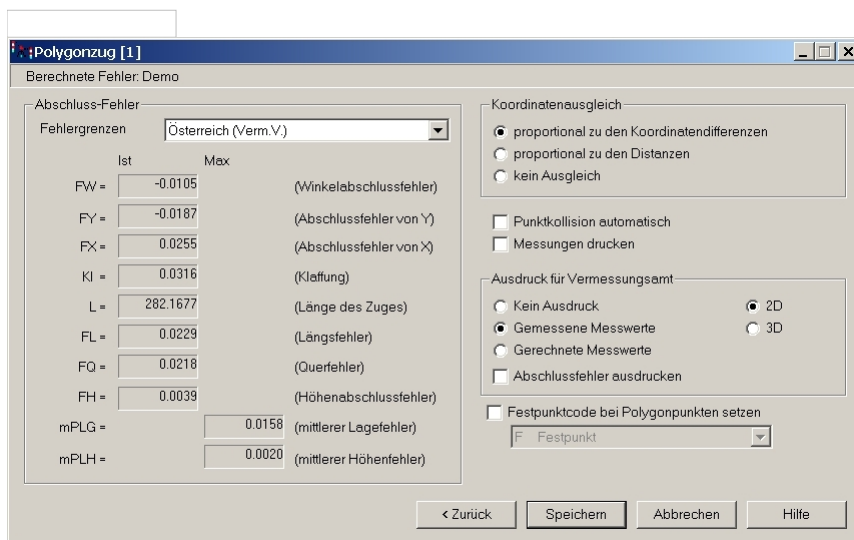 Polygonzug [1]
Berechnete Fehler: Demo
Abschluss-Fehler
Fehlergrenzen Österreich (Verm.V.)
Ist Max
FW = -0.0105 (Winkelabschlussfehler)
FY = -0.0187 (Abschlussfehler von Y)
FX = 0.0255 (Abschlussfehler von X)
Kl = 0.0316 (Klaffung)
L = 282.1677 (Länge des Zuges)
FL = 0.0229 (Längsfehler)
FQ = 0.0218 (Querfehler)
FH = 0.0039 (Höhenabschlussfehler)
mPLG = 0.0158 (mittlerer Lagefehler)
mPLH = 0.0020 (mittlerer Höhenfehler)
Koordinatenausgleich
proportional zu den Koordinatendifferenzen
proportional zu den Distanzen
kein Ausgleich
Punktkollision automatisch
Messungen drucken
Ausdruck für Vermessungsamt
Kein Ausdruck 2D
Gemessene Messwerte 3D
Gerechnete Messwerte
Abschlussfehler ausdrucken
Festpunktcode bei Polygonpunkten setzen
F Festpunkt
< Zurück Speichern Abbrechen Hilfe